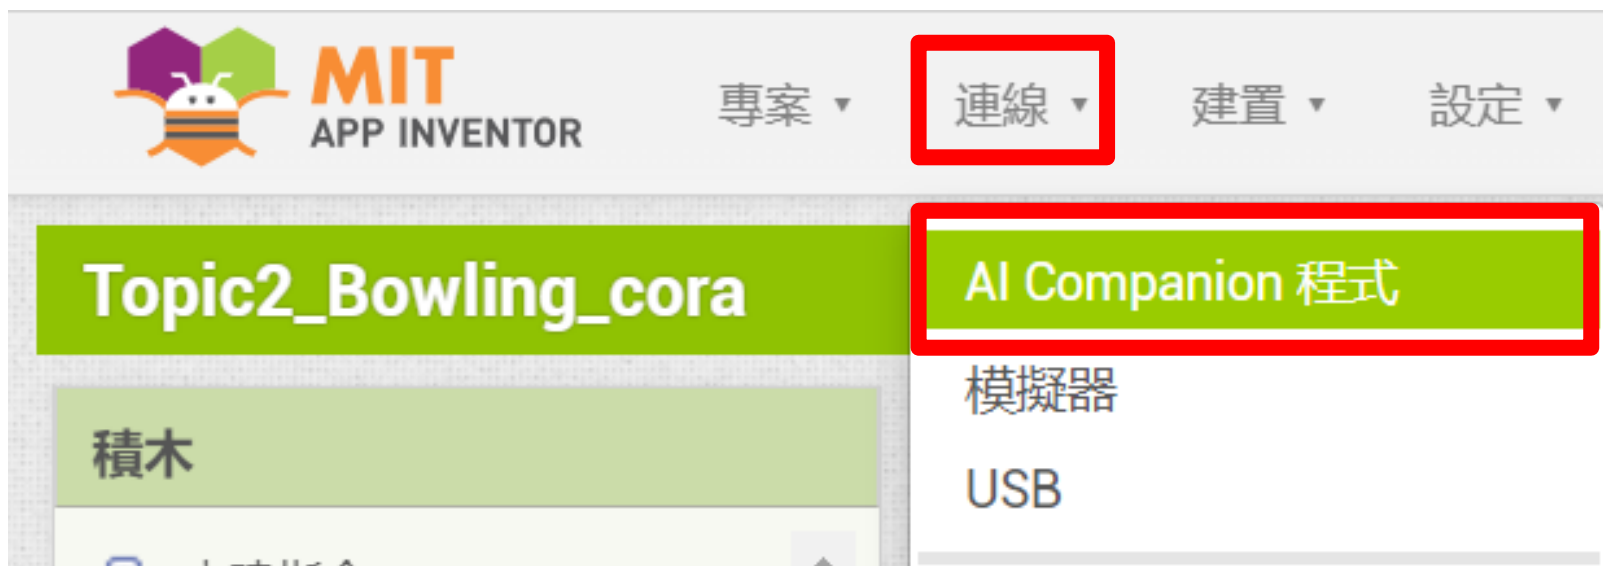 MIT
APP INVENTOR
專案 連線 建置 設定
Topic2_Bowling_cora
AI Companion 程式
模擬器
積木
USB